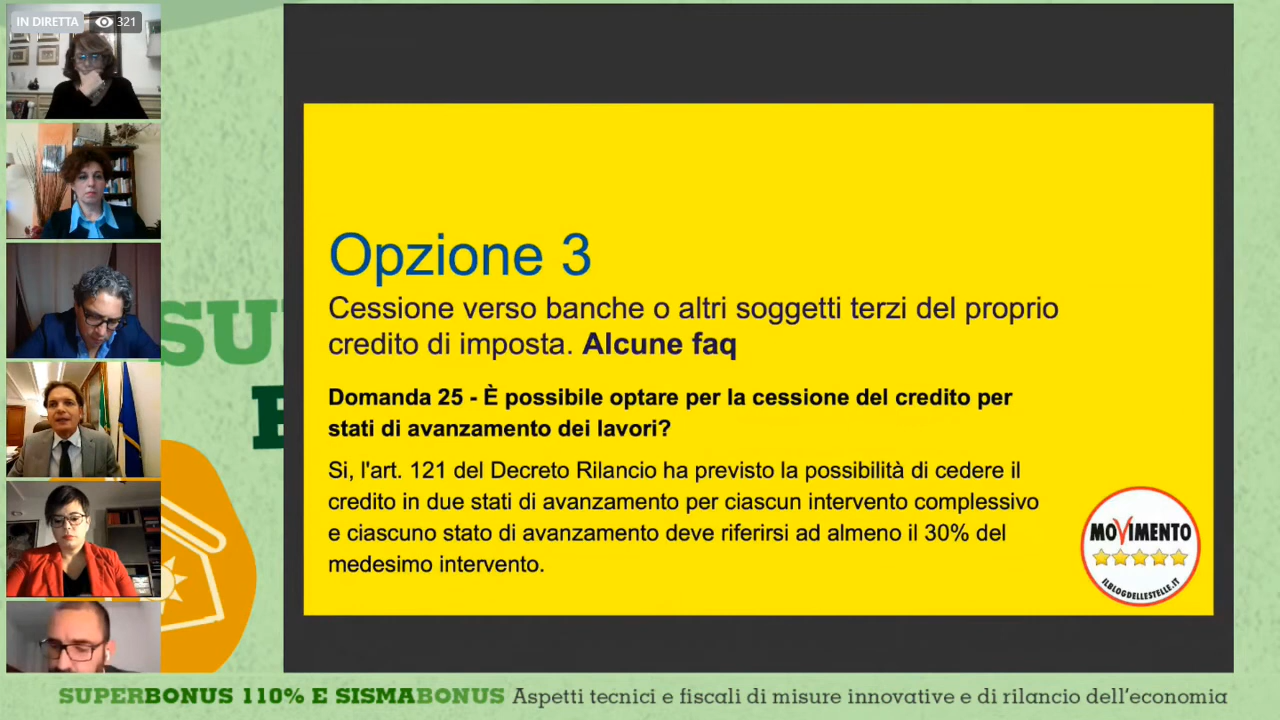 IN DIRETTA 321
SU
Opzione 3
Cessione verso banche o altri soggetti terzi del proprio
credito di imposta. Alcune faq
Domanda 25 - È possibile optare per la cessione del credito per
stati di avanzamento dei lavori?
Si, l'art. 121 del Decreto Rilancio ha previsto la possibilità di cedere il
credito in due stati di avanzamento per ciascun intervento complessivo
e ciascuno stato di avanzamento deve riferirsi ad almeno il 30% del
medesimo intervento.
MOVIMENTO
ILBLOGDELLESTELLE.IT
SUPERBONUS 110% E SISMABONUS Aspetti tecnici e fiscali di misure innovative e di rilancio dell'economia